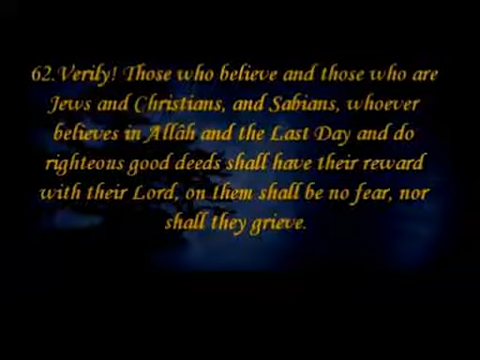 62.Verily! Those who believe and those who are
Jews and Christians, and Sabians, whoever
believes in Allâh and the Last Day and do
righteous good deeds shall have their reward
with their Lord, on them shall be no fear, nor
shall they grieve.